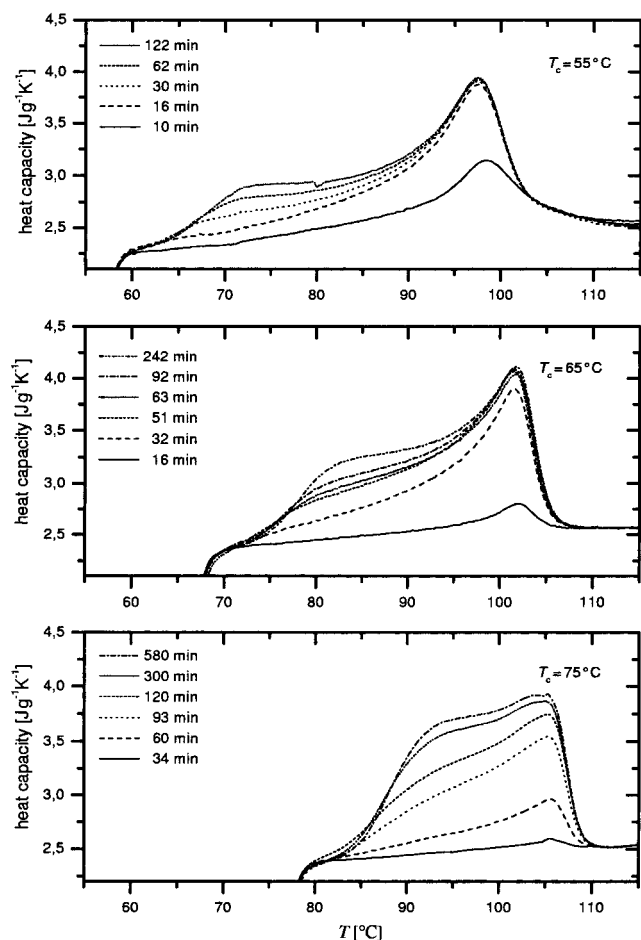 4,5
4,0
3,5
3,0
2,5
heat capacity [Jg⁻¹K⁻¹]
122 min
62 min
30 min
16 min
10 min
T_c = 55°C
60 70 80 90 100 110
4,5
4,0
3,5
3,0
2,5
heat capacity [Jg⁻¹K⁻¹]
242 min
92 min
63 min
51 min
32 min
16 min
T_c = 65°C
60 70 80 90 100 110
4,5
4,0
3,5
3,0
2,5
heat capacity [Jg⁻¹K⁻¹]
580 min
300 min
120 min
93 min
60 min
34 min
T_c = 75°C
60 70 80 90 100 110
T [°C]